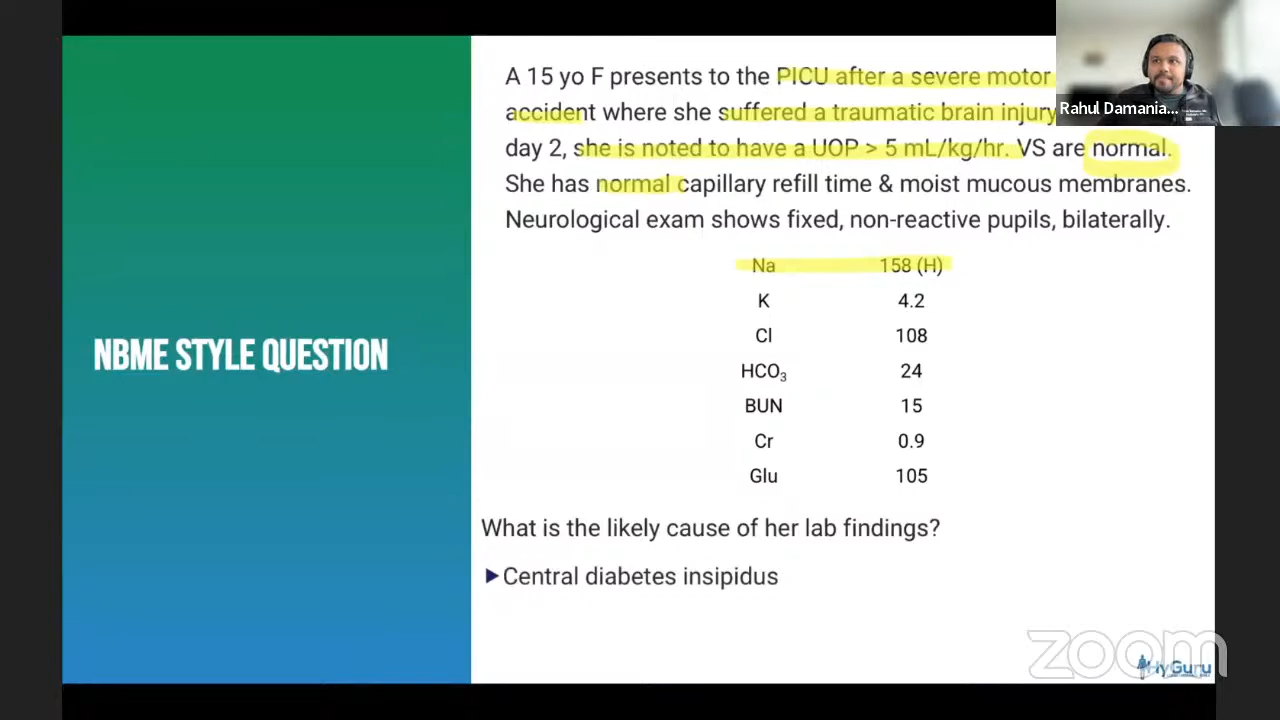 A 15 yo F presents to the PICU after a severe motor
accident where she suffered a traumatic brain injury
day 2, she is noted to have a UOP > 5 mL/kg/hr. VS are normal.
She has normal capillary refill time & moist mucous membranes.
Neurological exam shows fixed, non-reactive pupils, bilaterally.
Na 158 (H)
K 4.2
Cl 108
HCO₃ 24
BUN 15
Cr 0.9
Glu 105
What is the likely cause of her lab findings?
Central diabetes insipidus
NBME STYLE QUESTION
Rahul Damania...
zoom
HyGuru